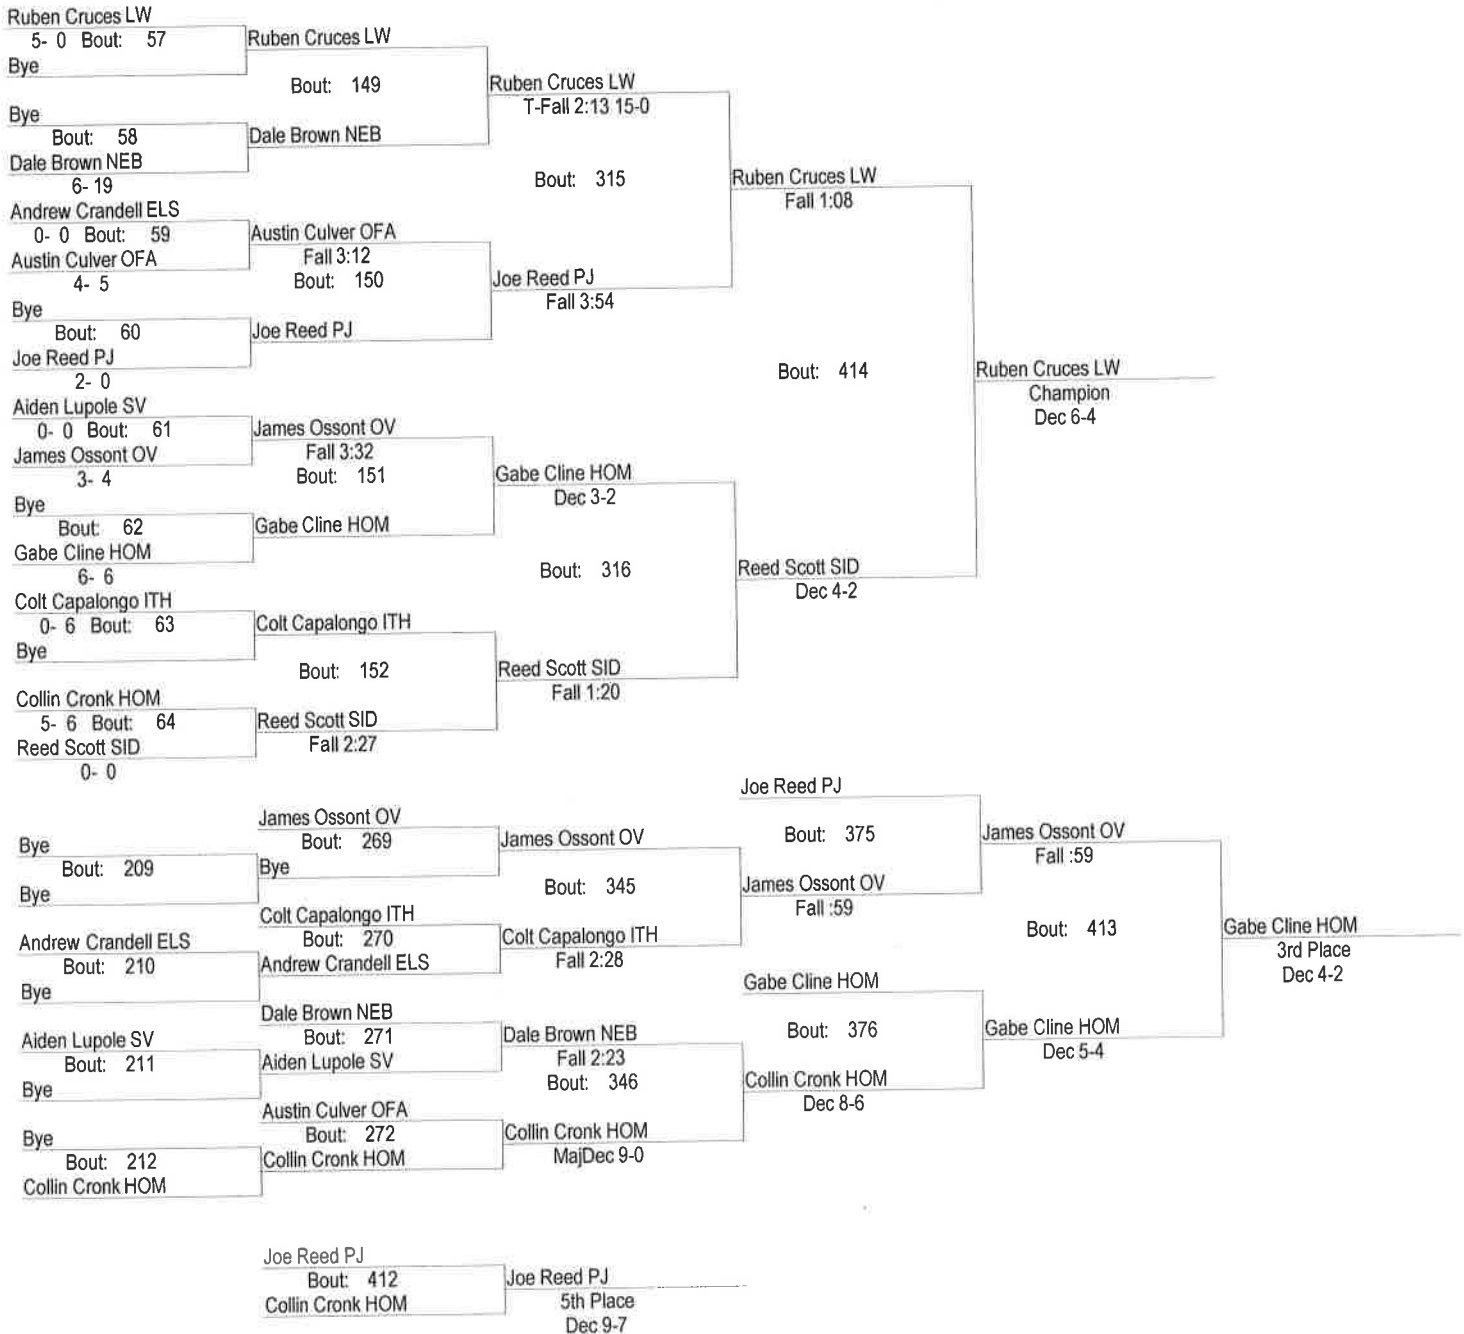 Ruben Cruces LW
5- 0 Bout: 57
Bye
Bye
Bout: 58
Dale Brown NEB
6- 19
Andrew Crandell ELS
0- 0 Bout: 59
Austin Culver OFA
4- 5
Bye
Bout: 60
Joe Reed PJ
2- 0
Aiden Lupole SV
0- 0 Bout: 61
James Ossont OV
3- 4
Bye
Bout: 62
Gabe Cline HOM
6- 6
Colt Capalongo ITH
0- 6 Bout: 63
Bye
Collin Cronk HOM
5- 6 Bout: 64
Reed Scott SID
0- 0
Ruben Cruces LW
Bout: 149
Dale Brown NEB
Austin Culver OFA
Fall 3:12
Bout: 150
Joe Reed PJ
James Ossont OV
Fall 3:32
Bout: 151
Gabe Cline HOM
Colt Capalongo ITH
Bout: 152
Reed Scott SID
Fall 2:27
Ruben Cruces LW
T-Fall 2:13 15-0
Bout: 315
Joe Reed PJ
Fall 3:54
Gabe Cline HOM
Dec 3-2
Bout: 316
Reed Scott SID
Fall 1:20
Ruben Cruces LW
Fall 1:08
Bout: 414
Reed Scott SID
Dec 4-2
Ruben Cruces LW
Champion
Dec 6-4
Bye
Bout: 209
Bye
Andrew Crandell ELS
Bout: 210
Bye
Aiden Lupole SV
Bout: 211
Bye
Bye
Bout: 212
Collin Cronk HOM
James Ossont OV
Bout: 269
Bye
Colt Capalongo ITH
Bout: 270
Andrew Crandell ELS
Dale Brown NEB
Bout: 271
Aiden Lupole SV
Austin Culver OFA
Bout: 272
Collin Cronk HOM
James Ossont OV
Bout: 345
Colt Capalongo ITH
Fall 2:28
Dale Brown NEB
Fall 2:23
Bout: 346
Collin Cronk HOM
MajDec 9-0
Joe Reed PJ
Bout: 375
James Ossont OV
Fall :59
Gabe Cline HOM
Bout: 376
Collin Cronk HOM
Dec 8-6
James Ossont OV
Fall :59
Bout: 413
Gabe Cline HOM
Dec 5-4
Gabe Cline HOM
3rd Place
Dec 4-2
Joe Reed PJ
Bout: 412
Collin Cronk HOM
Joe Reed PJ
5th Place
Dec 9-7